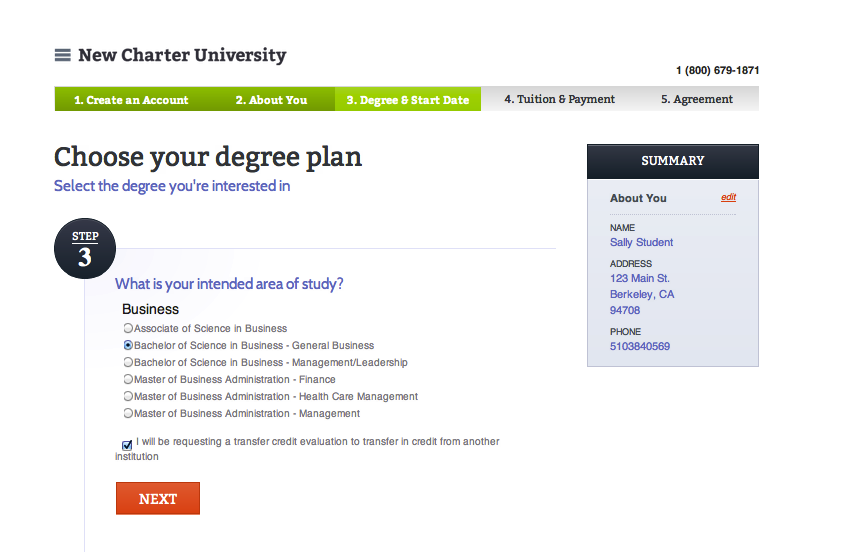 New Charter University
1 (800) 679-1871
1. Create an Account
2. About You
3. Degree & Start Date
4. Tuition & Payment
5. Agreement
Choose your degree plan
Select the degree you're interested in
STEP
3
What is your intended area of study?
Business
Associate of Science in Business
Bachelor of Science in Business - General Business
Bachelor of Science in Business - Management/Leadership
Master of Business Administration - Finance
Master of Business Administration - Health Care Management
Master of Business Administration - Management
I will be requesting a transfer credit evaluation to transfer in credit from another
institution
NEXT
SUMMARY
About You
edit
NAME
Sally Student
ADDRESS
123 Main St.
Berkeley, CA
94708
PHONE
5103840569